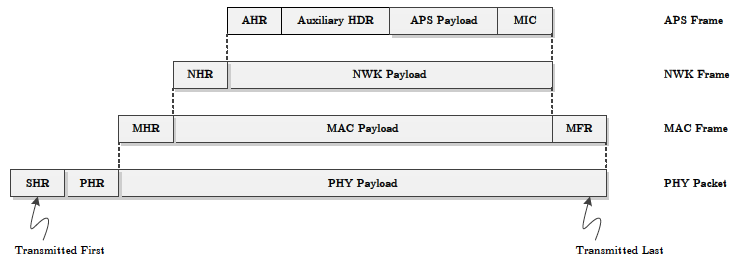 AHR Auxiliary HDR APS Payload MIC APS Frame
NHR NWK Payload NWK Frame
MHR MAC Payload MFR MAC Frame
SHR PHR PHY Payload PHY Packet
Transmitted First Transmitted Last